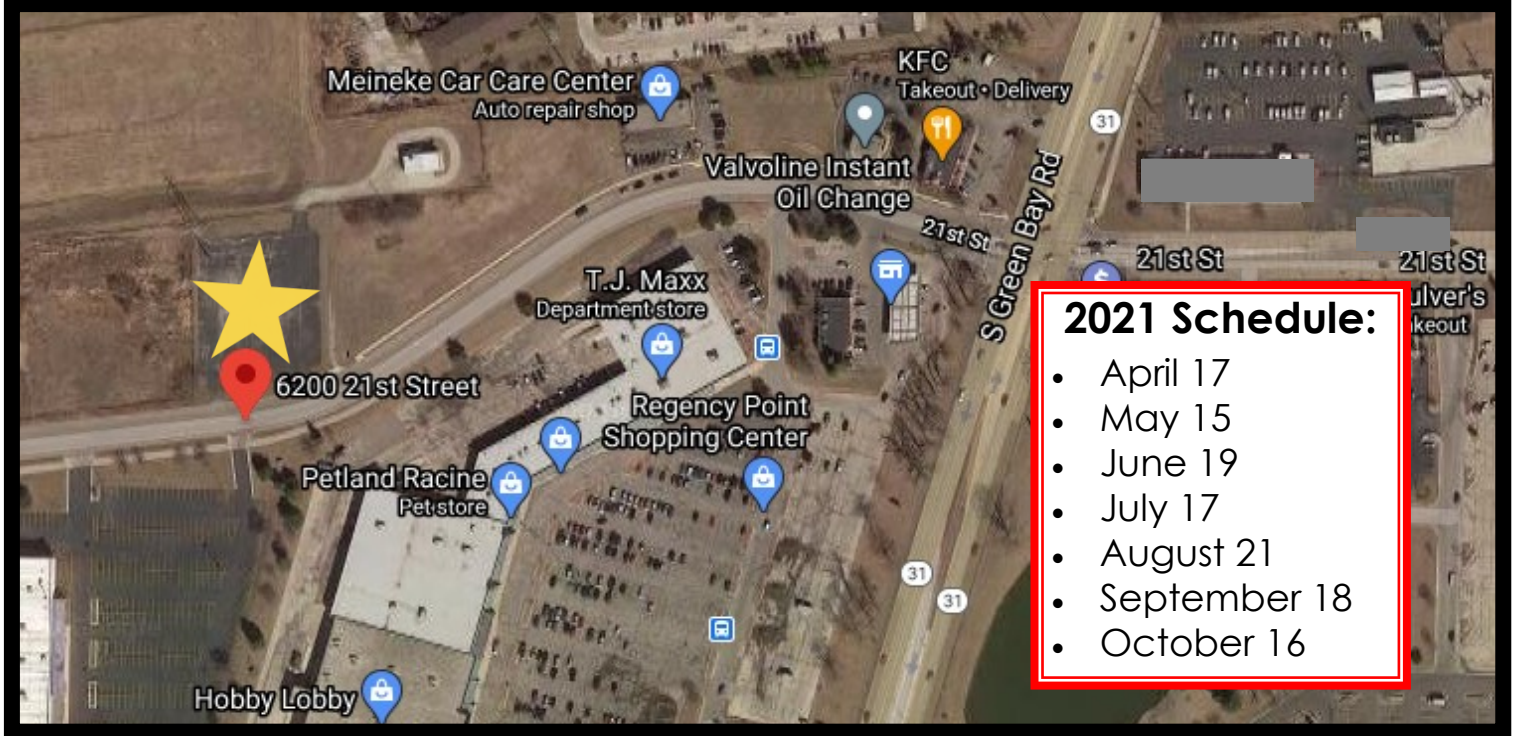 Meineke Car Care Center
Auto repair shop
KFC
Takeout • Delivery
31
Valvoline Instant
Oil Change
21st St
S Green Bay Rd
21st St
21st St
T.J. Maxx
Department store
ulver's
keout
6200 21st Street
Regency Point
Shopping Center
Petland Racine
Pet store
31
31
Hobby Lobby
2021 Schedule:
• April 17
• May 15
• June 19
• July 17
• August 21
• September 18
• October 16